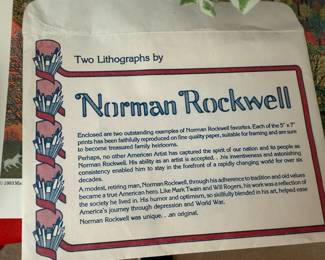 Two Lithographs by
Norman Rockwell
Enclosed are two outstanding examples of Norman Rockwell favorites. Each of the 5" x 7"
prints has been faithfully reproduced on fine quality paper, suitable for framing and are sure
to become treasured family heirlooms.
Perhaps, no other American Artist has captured the spirit of our nation and its people as
Norman Rockwell. His ability as an artist is accepted. . .his inventiveness and astonishing
consistency enabled him to stay in the forefront of a rapidly changing world for over six
decades.
A modest, retiring man, Norman Rockwell, through his adherence to tradition and old values
became a true American hero. Like Mark Twain and Will Rogers, his work was a reflection of
the society he lived in. His humor and optimism, so skillfully blended in his art, helped ease
America's journey through depression and World War.
Norman Rockwell was unique. . .an original.
© 1983